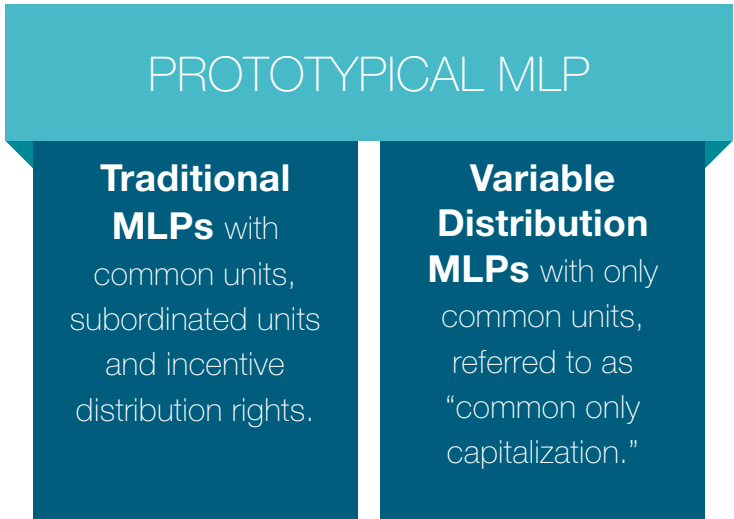 PROTOTYPICAL MLP
Traditional
MLPs with
common units,
subordinated units
and incentive
distribution rights.
Variable
Distribution
MLPs with only
common units,
referred to as
“common only
capitalization.”